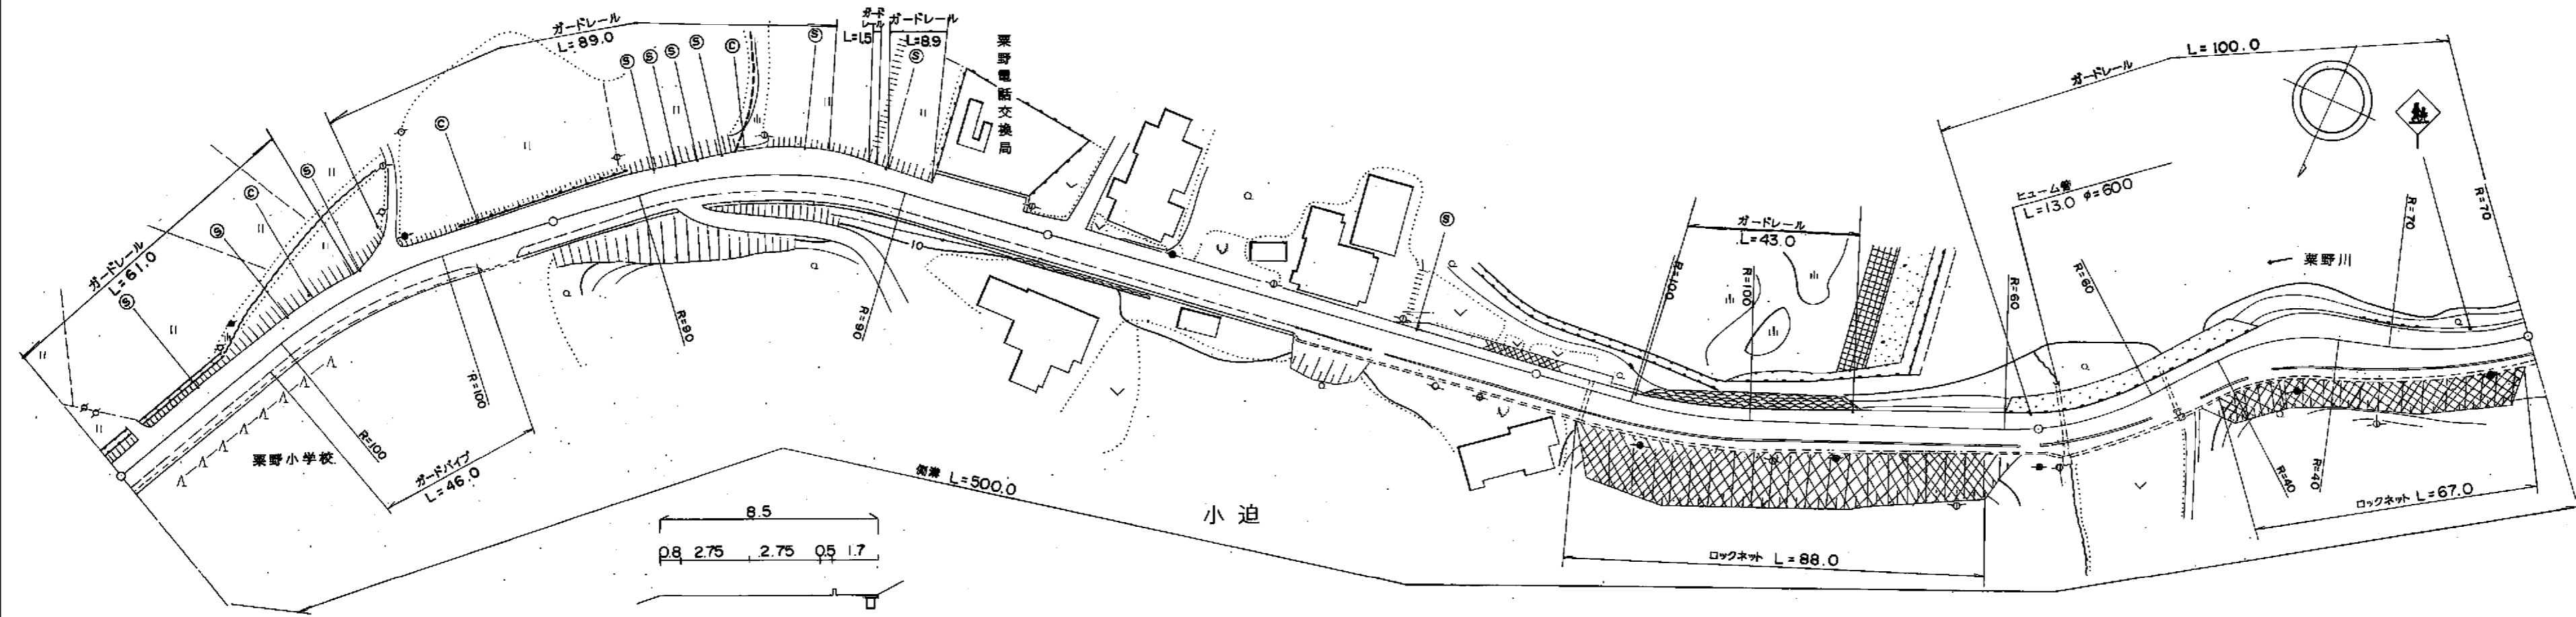 ガードレール
L=89.0
ガードレール
L=1.5
ガードレール
L=8.9
粟野電話交換局
S
S
S
S
C
S
S
C
S
C
S
S
ガードレール
L=61.0
粟野小学校
R=100
R=100
ガードパイプ
L=46.0
R=90
R=90
10
側溝 L=500.0
8.5
0.8 2.75 2.75 0.5 1.7
小迫
S
ガードレール
L=43.0
R=100
R=100
ガードレール
L=100.0
ヒューム管
L=13.0 φ=600
R=60
R=60
R=70
R=70
粟野川
R=40
R=40
ロックネット L=88.0
ロックネット L=67.0